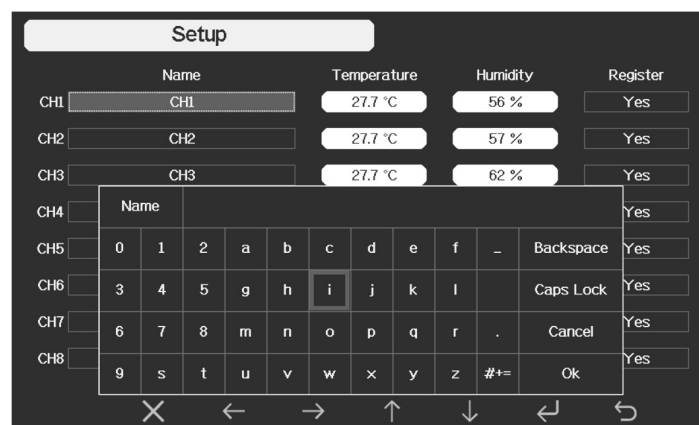 Setup
Name Temperature Humidity Register
CH1 CH1 27.7 °C 56 % Yes
CH2 CH2 27.7 °C 57 % Yes
CH3 CH3 27.7 °C 62 % Yes
CH4 Yes
Name
CH5 Yes
0 1 2 a b c d e f _ Backspace
CH6 Yes
3 4 5 g h i j k l Caps Lock
CH7 Yes
6 7 8 m n o p q r . Cancel
CH8 Yes
9 s t u v w x y z #+= Ok